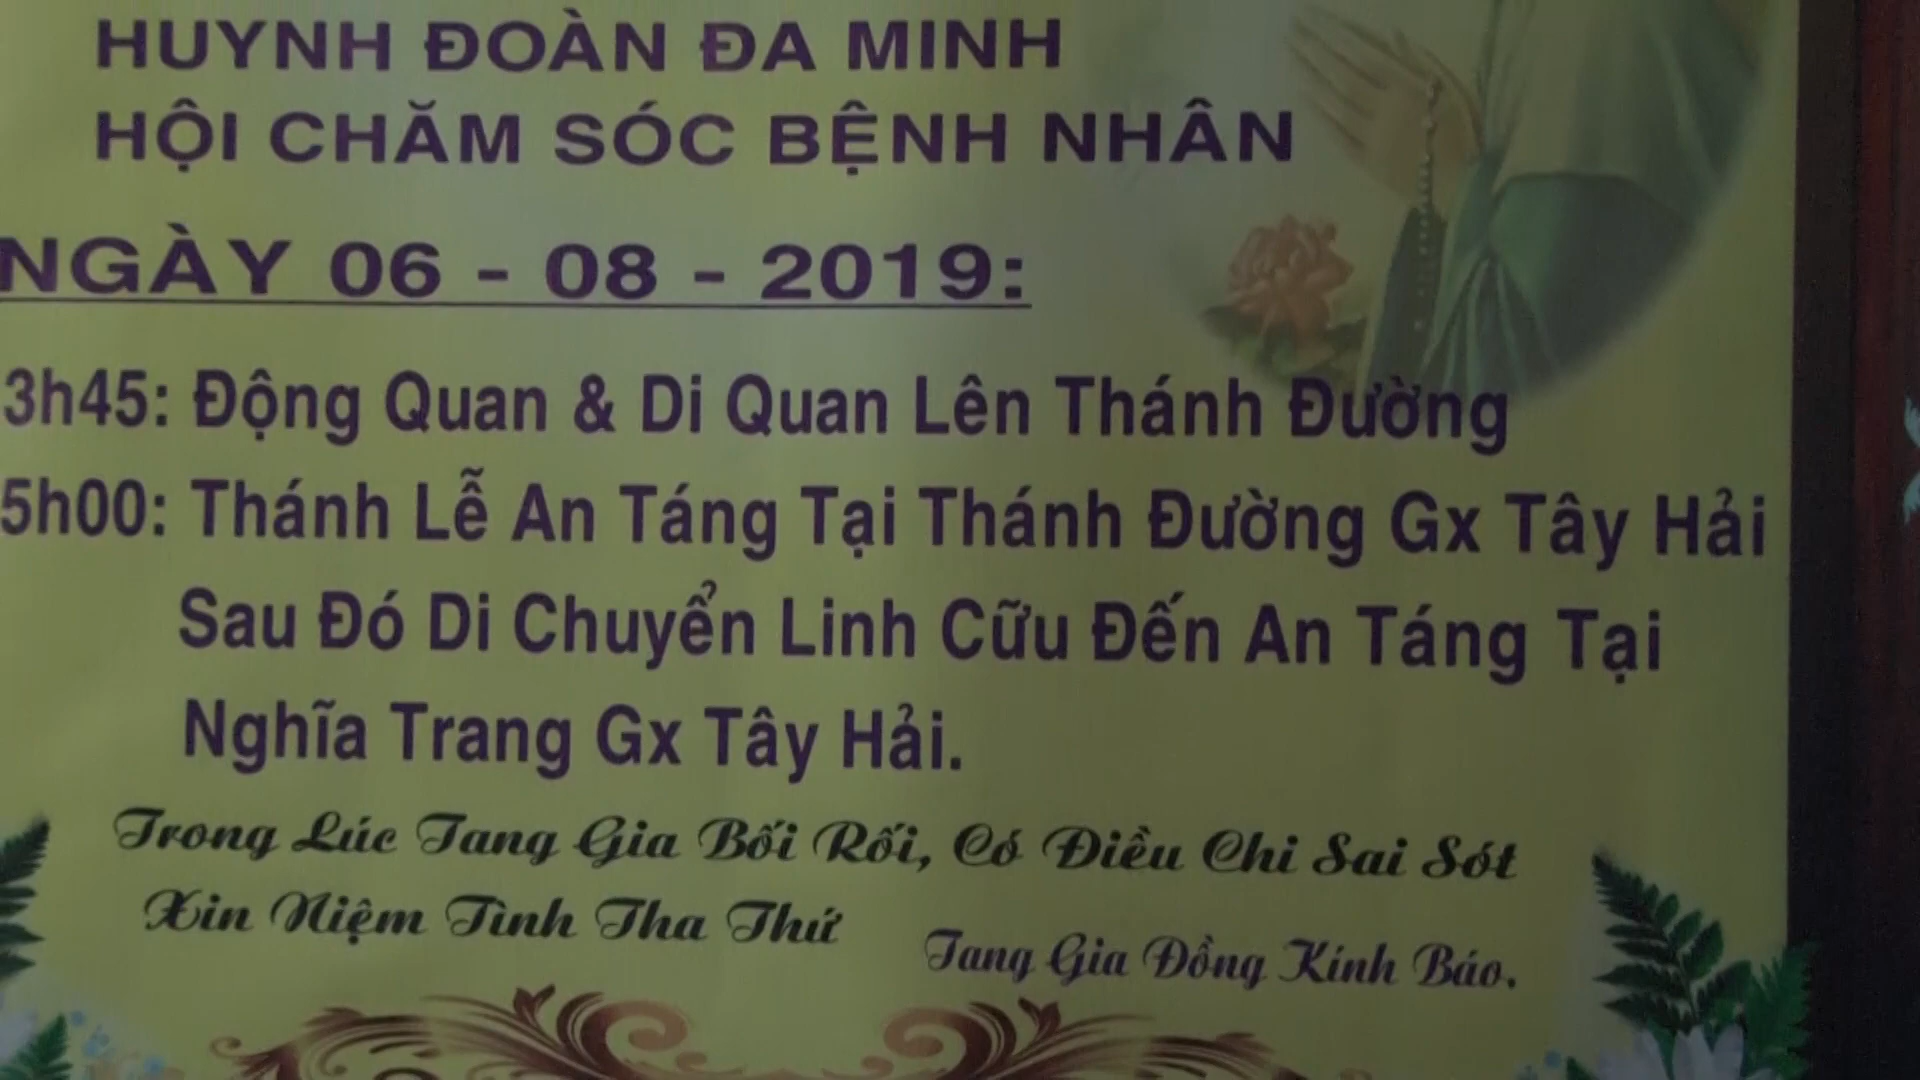 HUYNH ĐOÀN ĐA MINH
HỘI CHĂM SÓC BỆNH NHÂN
NGÀY 06 - 08 - 2019:
3h45: Động Quan & Di Quan Lên Thánh Đường
5h00: Thánh Lễ An Táng Tại Thánh Đường Gx Tây Hải
Sau Đó Di Chuyển Linh Cữu Đến An Táng Tại
Nghĩa Trang Gx Tây Hải.
Trong Lúc Tang Gia Bối Rối, Có Điều Chi Sai Sót
Xin Niệm Tình Tha Thứ
Tang Gia Đồng Kính Báo.